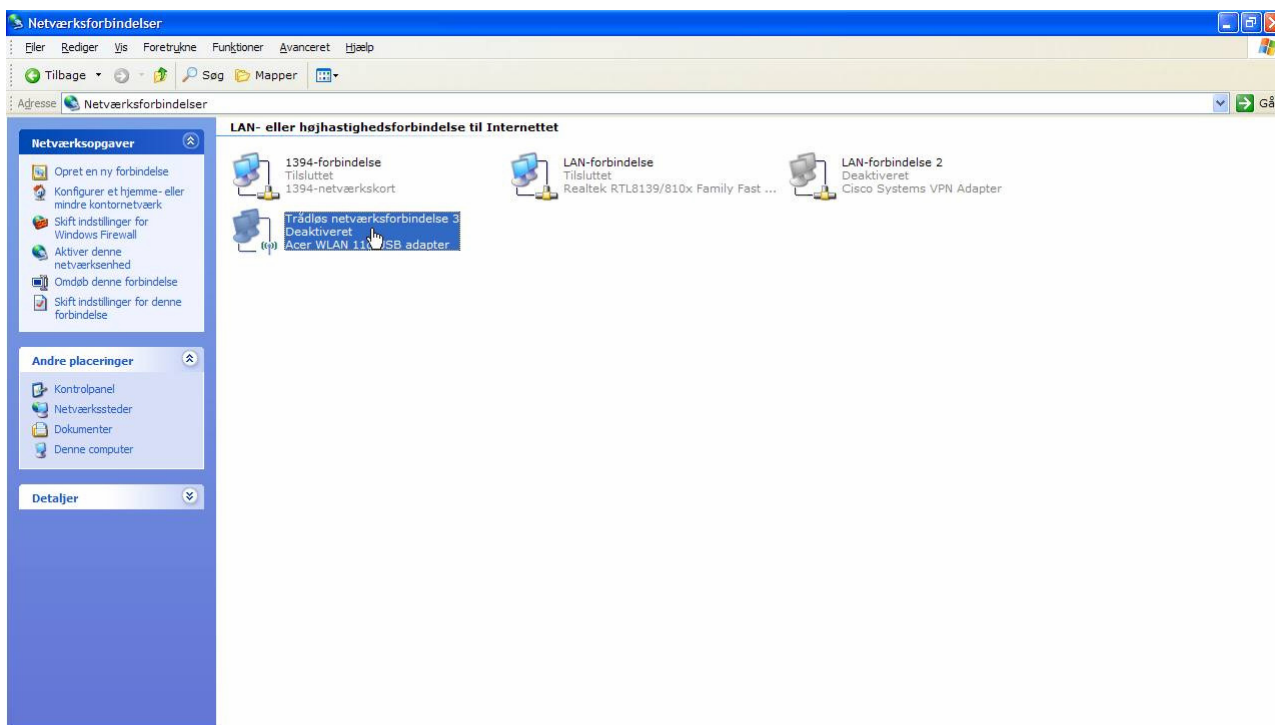 Netværksforbindelser
Filer Rediger Vis Foretrukne Funktioner Avanceret Hjælp
Tilbage Søg Mapper
Adresse Netværksforbindelser Gå
LAN- eller højhastighedsforbindelse til Internettet
Netværksopgaver
Opret en ny forbindelse
Konfigurer et hjemme- eller
mindre kontornetværk
Skift indstillinger for
Windows Firewall
Aktiver denne
netværksenhed
Omdøb denne forbindelse
Skift indstillinger for denne
forbindelse
Andre placeringer
Kontrolpanel
Netværkssteder
Dokumenter
Denne computer
Detaljer
1394-forbindelse
Tilsluttet
1394-netværkskort
LAN-forbindelse
Tilsluttet
Realtek RTL8139/810x Family Fast ...
LAN-forbindelse 2
Deaktiveret
Cisco Systems VPN Adapter
Trådløs netværksforbindelse 3
Deaktiveret
Acer WLAN adapter